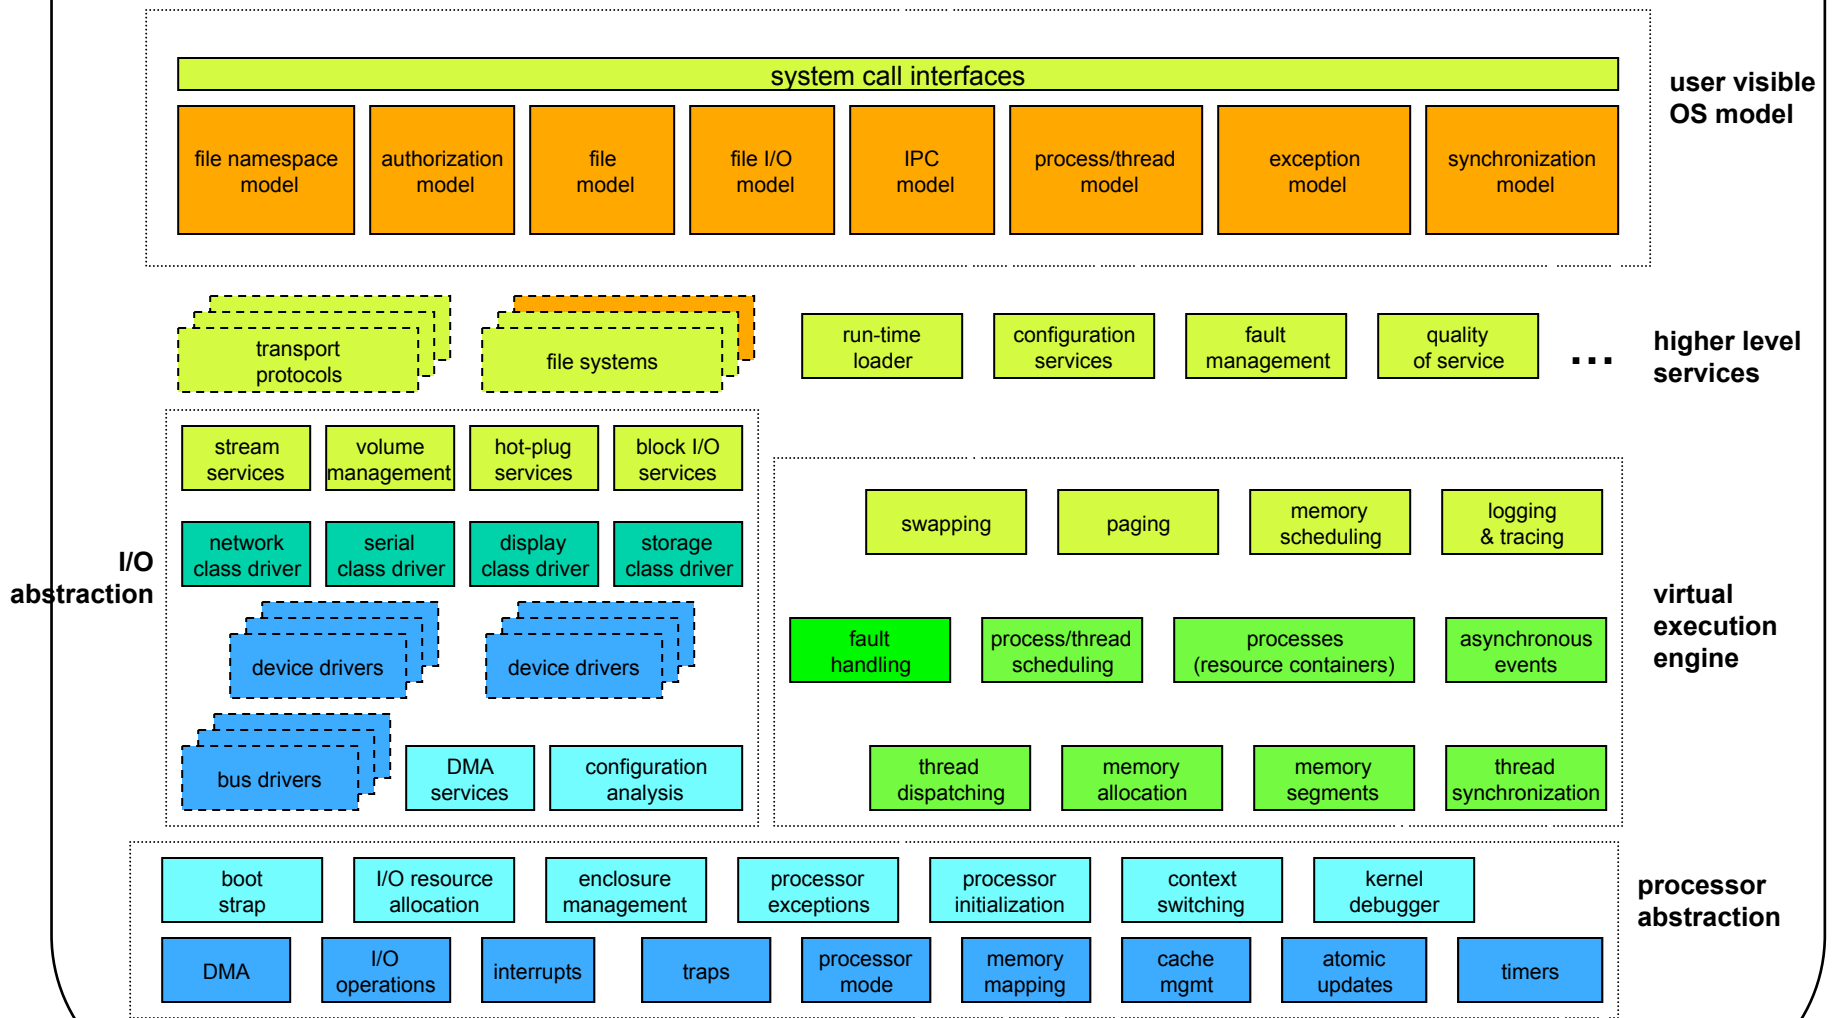 system call interfaces
user visible
OS model
file namespace
model
authorization
model
file
model
file I/O
model
IPC
model
process/thread
model
exception
model
synchronization
model
transport
protocols
file systems
run-time
loader
configuration
services
fault
management
quality
of service
...
higher level
services
stream
services
volume
management
hot-plug
services
block I/O
services
network
class driver
serial
class driver
display
class driver
storage
class driver
I/O
abstraction
device drivers
device drivers
bus drivers
DMA
services
configuration
analysis
swapping
paging
memory
scheduling
logging
& tracing
fault
handling
process/thread
scheduling
processes
(resource containers)
asynchronous
events
virtual
execution
engine
thread
dispatching
memory
allocation
memory
segments
thread
synchronization
boot
strap
I/O resource
allocation
enclosure
management
processor
exceptions
processor
initialization
context
switching
kernel
debugger
processor
abstraction
DMA
I/O
operations
interrupts
traps
processor
mode
memory
mapping
cache
mgmt
atomic
updates
timers